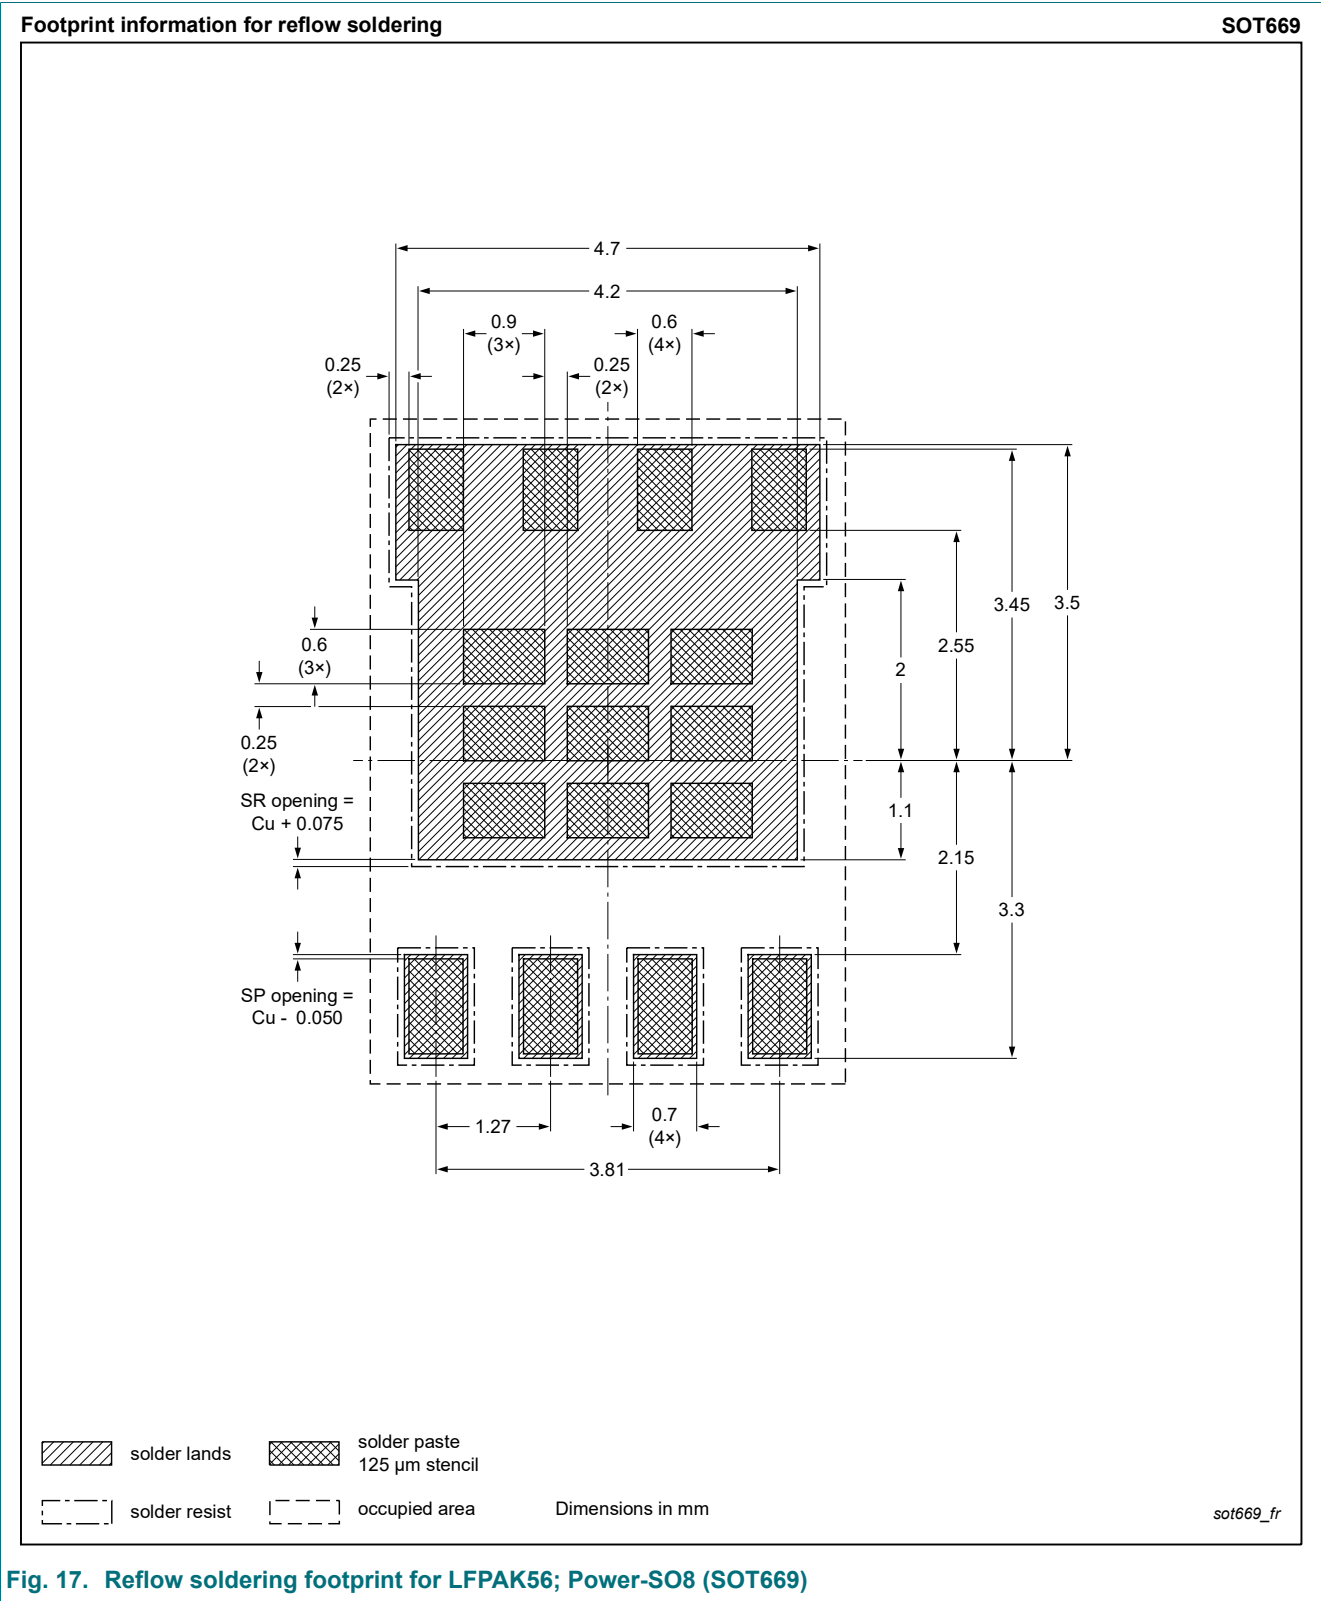 Footprint information for reflow soldering
SOT669
4.7
4.2
0.9
(3×)
0.6
(4×)
0.25
(2×)
0.25
(2×)
3.45
3.5
2.55
2
0.6
(3×)
0.25
(2×)
SR opening =
Cu + 0.075
1.1
2.15
3.3
SP opening =
Cu - 0.050
1.27
0.7
(4×)
3.81
solder lands
solder paste
125 µm stencil
solder resist
occupied area
Dimensions in mm
sot669_fr
Fig. 17. Reflow soldering footprint for LFPAK56; Power-SO8 (SOT669)